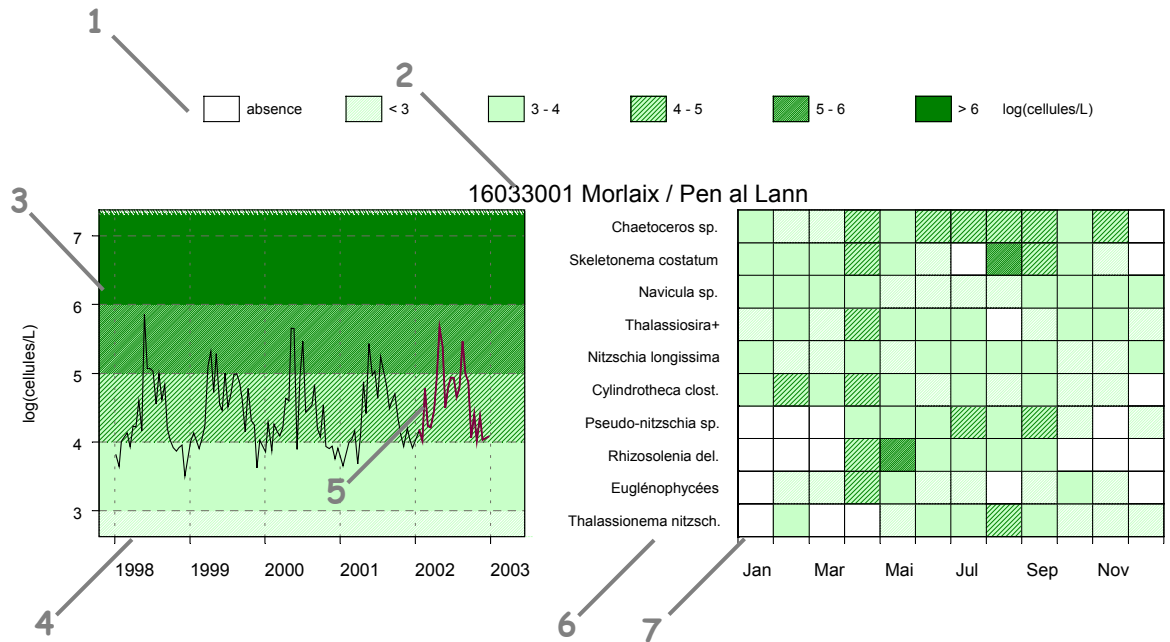 1
2
absence
< 3
3 - 4
4 - 5
5 - 6
> 6
log(cellules/L)
16033001 Morlaix / Pen al Lann
3
log(cellules/L)
7
6
5
4
3
5
4
1998
1999
2000
2001
2002
2003
Chaetoceros sp.
Skeletonema costatum
Navicula sp.
Thalassiosira+
Nitzschia longissima
Cylindrotheca clost.
Pseudo-nitzschia sp.
Rhizosolenia del.
Euglénophycées
Thalassionema nitzsch.
Jan
Mar
Mai
Jul
Sep
Nov
6
7